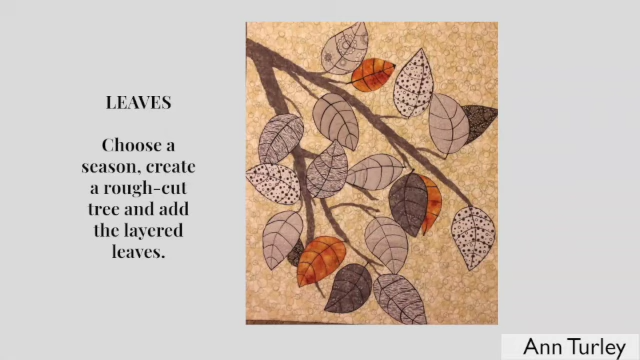 LEAVES
Choose a
season, create
a rough-cut
tree and add
the layered
leaves.
Ann Turley